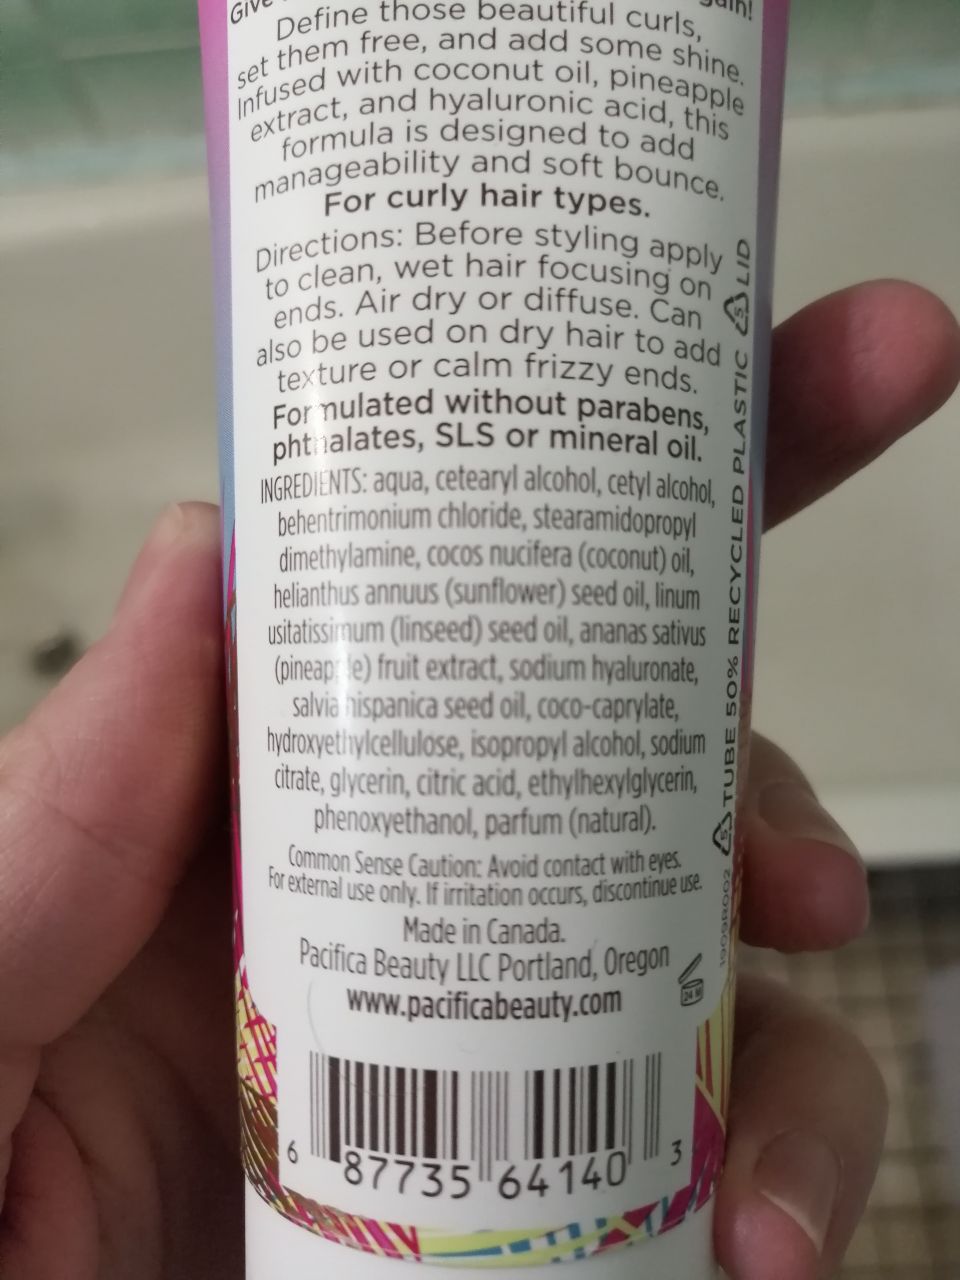 Give
Define those beautiful curls,
set them free, and add some shine.
Infused with coconut oil, pineapple
extract, and hyaluronic acid, this
formula is designed to add
manageability and soft bounce.
For curly hair types.
Directions: Before styling apply
to clean, wet hair focusing on
ends. Air dry or diffuse. Can
also be used on dry hair to add
texture or calm frizzy ends.
Formulated without parabens,
phthalates, SLS or mineral oil.
INGREDIENTS: aqua, cetearyl alcohol, cetyl alcohol,
behentrimonium chloride, stearamidopropyl
dimethylamine, cocos nucifera (coconut) oil,
helianthus annuus (sunflower) seed oil, linum
usitatissimum (linseed) seed oil, ananas sativus
(pineapple) fruit extract, sodium hyaluronate,
salvia hispanica seed oil, coco-caprylate,
hydroxyethylcellulose, isopropyl alcohol, sodium
citrate, glycerin, citric acid, ethylhexylglycerin,
phenoxyethanol, parfum (natural).
Common Sense Caution: Avoid contact with eyes.
For external use only. If irritation occurs, discontinue use.
Made in Canada.
Pacifica Beauty LLC Portland, Oregon
www.pacificabeauty.com
24 M
6 87735 64140 3
1909R002 5 TUBE 50% RECYCLED PLASTIC 5 LID